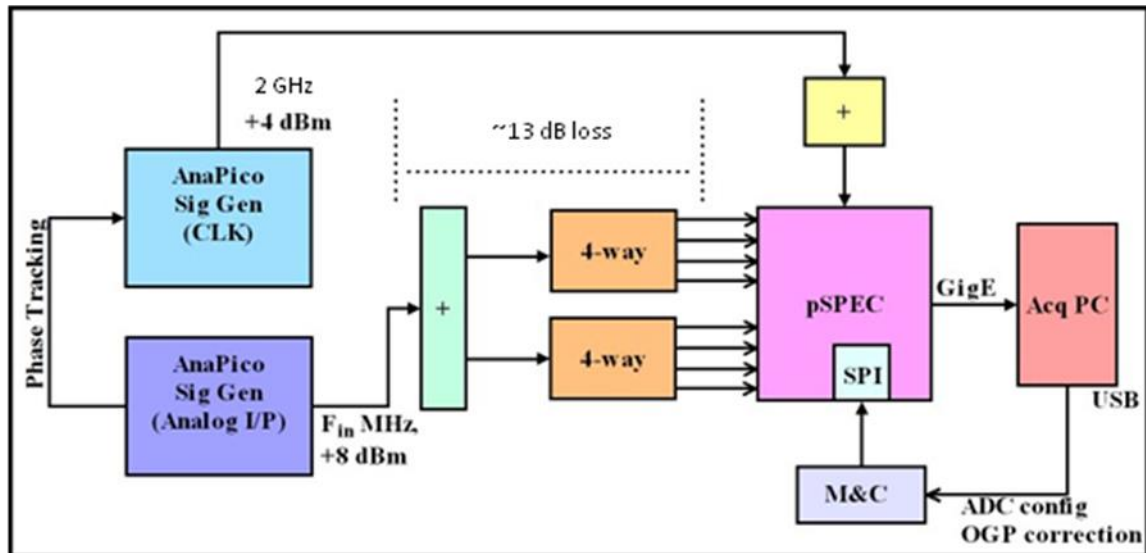 2 GHz
+4 dBm
~13 dB loss
+
AnaPico
Sig Gen
(CLK)
Phase Tracking
AnaPico
Sig Gen
(Analog I/P)
Fin MHz,
+8 dBm
+
4-way
4-way
pSPEC
SPI
GigE
Acq PC
USB
M&C
ADC config
OGP correction